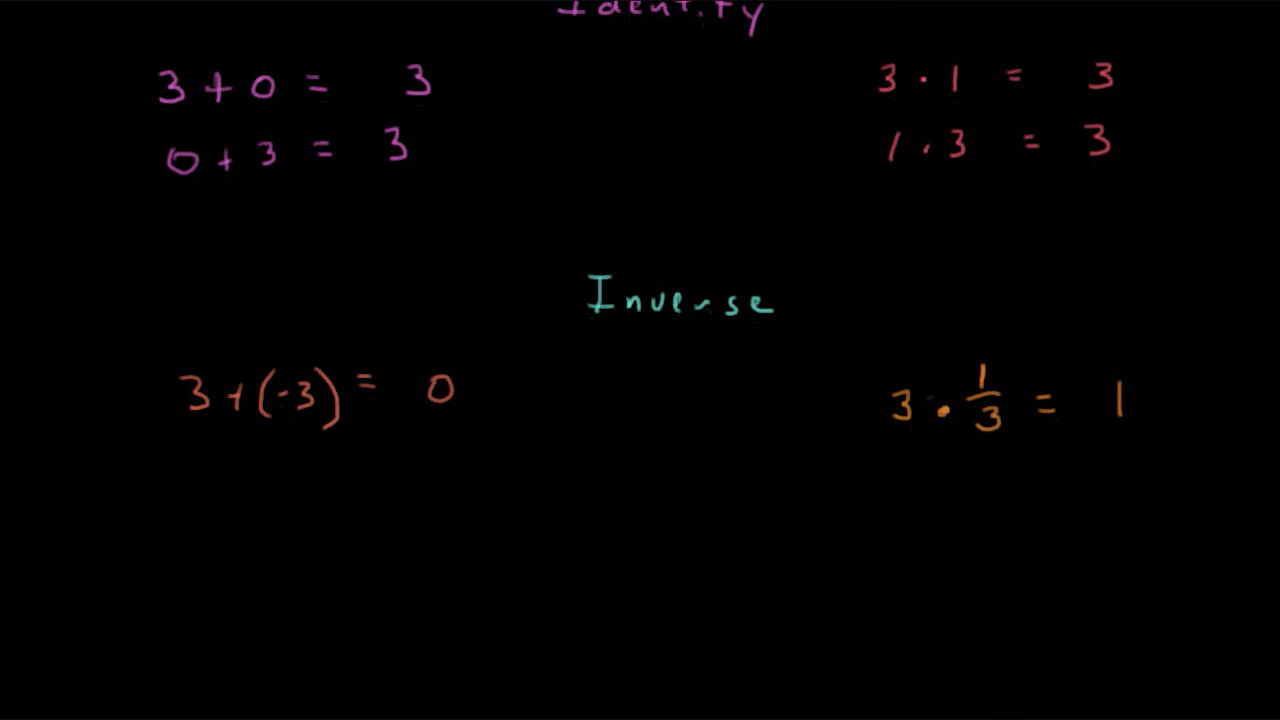 Identity
3 + 0 = 3
3 · 1 = 3
0 + 3 = 3
1 · 3 = 3
Inverse
3 + (-3) = 0
3 · 1/3 = 1